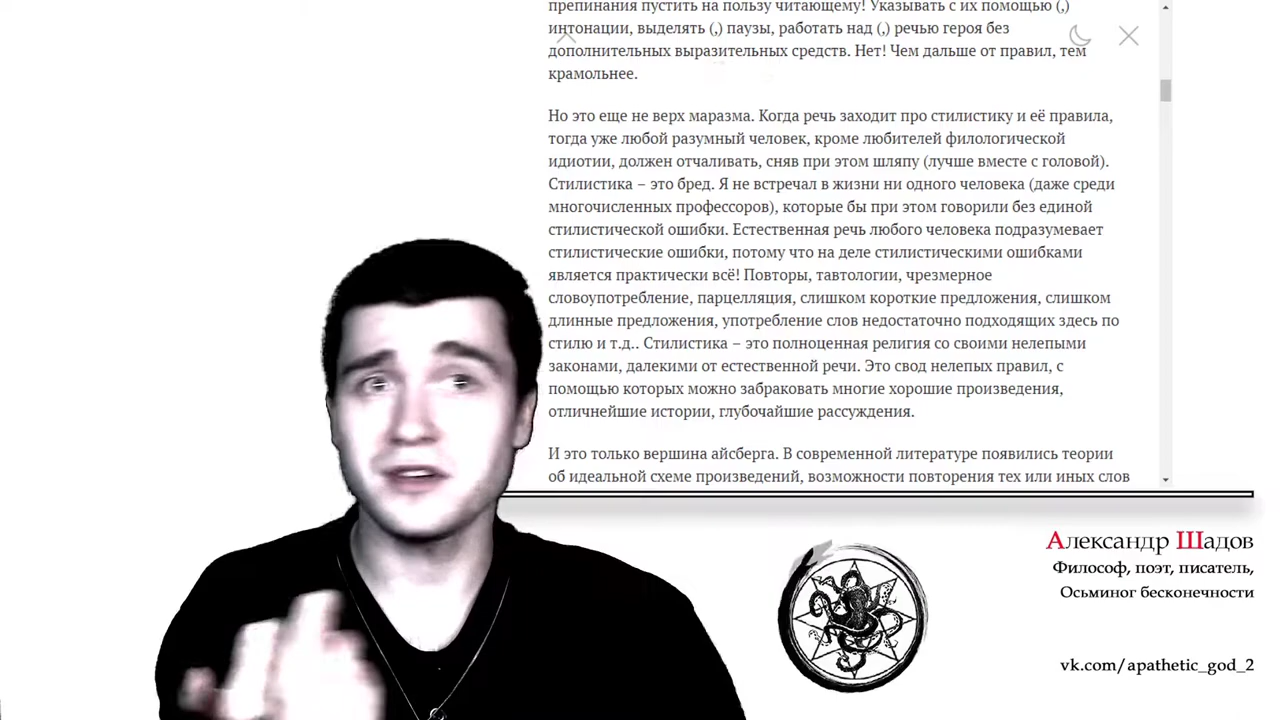 препинания пустить на пользу читающему! Указывать с их помощью (,)
интонации, выделять (,) паузы, работать над (,) речью героя без
дополнительных выразительных средств. Нет! Чем дальше от правил, тем
крамольнее.
Но это еще не верх маразма. Когда речь заходит про стилистику и её правила,
тогда уже любой разумный человек, кроме любителей филологической
идиотии, должен отчаливать, сняв при этом шляпу (лучше вместе с головой).
Стилистика – это бред. Я не встречал в жизни ни одного человека (даже среди
многочисленных профессоров), которые бы при этом говорили без единой
стилистической ошибки. Естественная речь любого человека подразумевает
стилистические ошибки, потому что на деле стилистическими ошибками
является практически всё! Повторы, тавтологии, чрезмерное
словоупотребление, парцелляция, слишком короткие предложения, слишком
длинные предложения, употребление слов недостаточно подходящих здесь по
стилю и т.д.. Стилистика – это полноценная религия со своими нелепыми
законами, далекими от естественной речи. Это свод нелепых правил, с
помощью которых можно забраковать многие хорошие произведения,
отличнейшие истории, глубочайшие рассуждения.
И это только вершина айсберга. В современной литературе появились теории
об идеальной схеме произведений, возможности повторения тех или иных слов
Александр Шадов
Философ, поэт, писатель,
Осьминог бесконечности
vk.com/apathetic_god_2